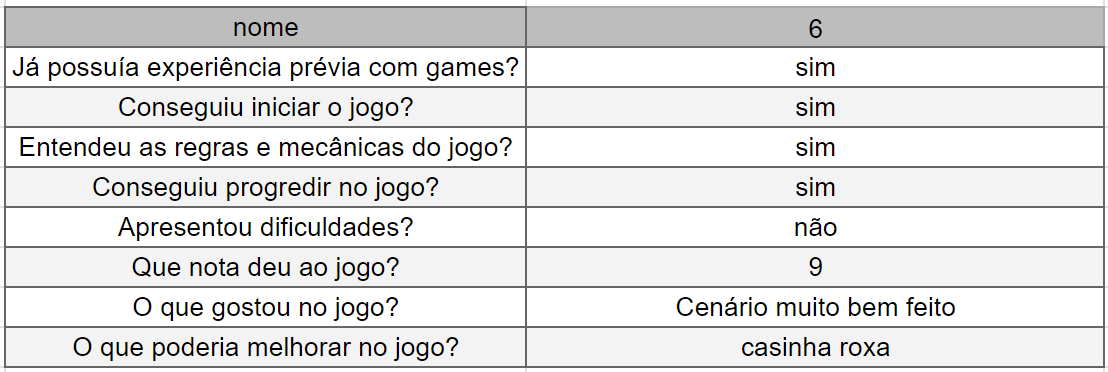 nome 6
Já possuía experiência prévia com games? sim
Conseguiu iniciar o jogo? sim
Entendeu as regras e mecânicas do jogo? sim
Conseguiu progredir no jogo? sim
Apresentou dificuldades? não
Que nota deu ao jogo? 9
O que gostou no jogo? Cenário muito bem feito
O que poderia melhorar no jogo? casinha roxa